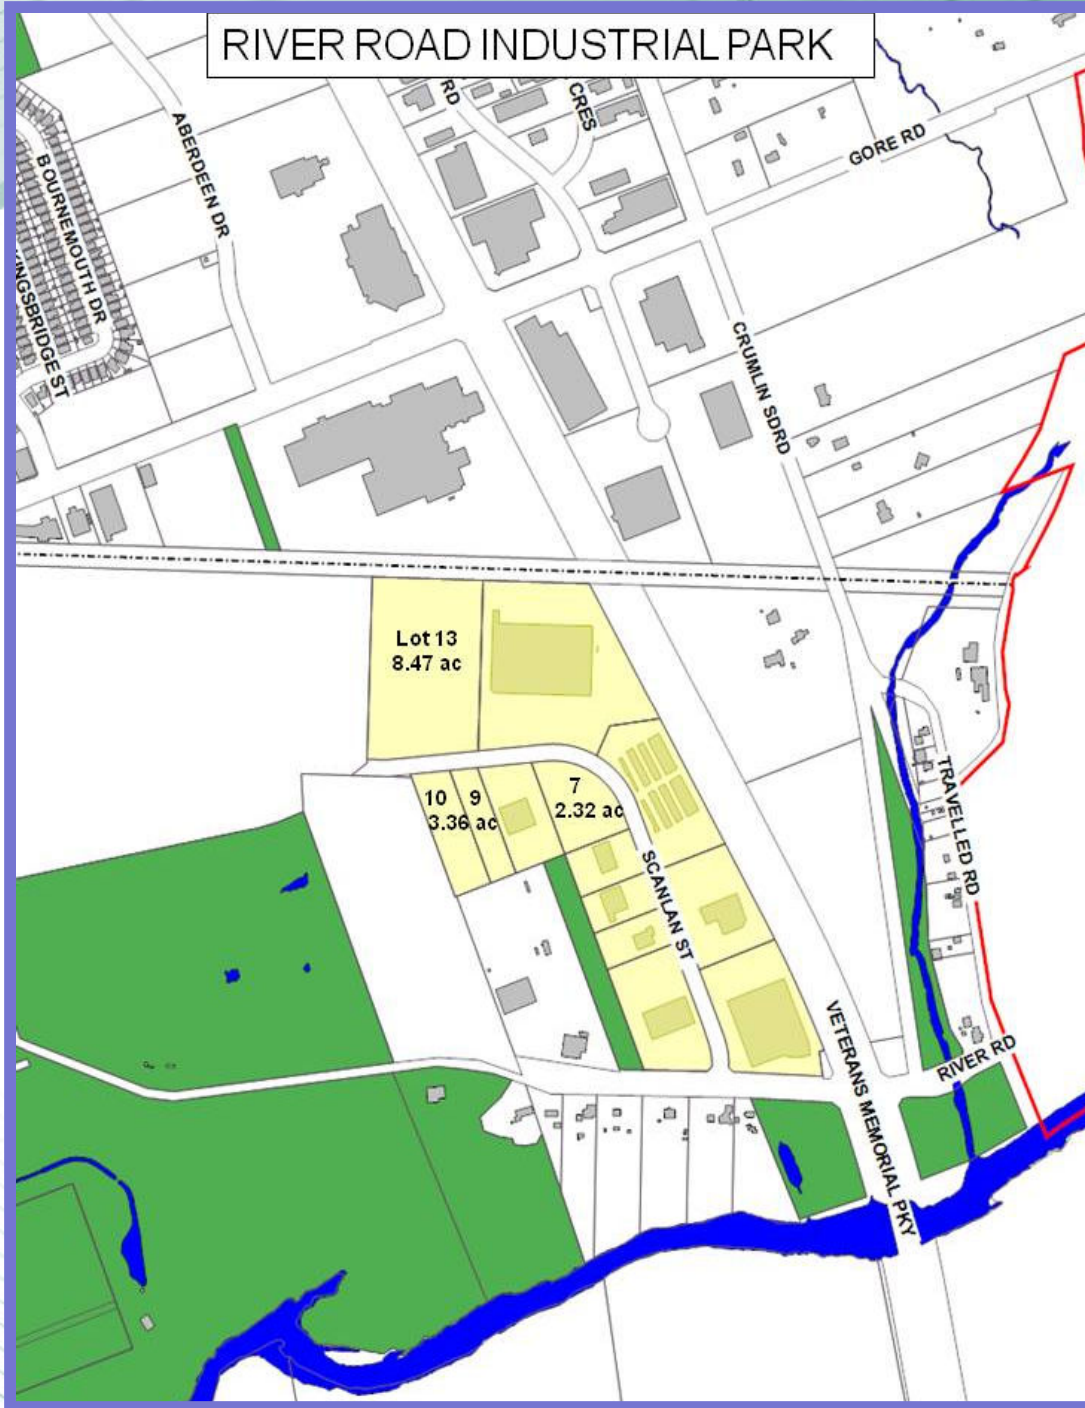 RIVER ROAD INDUSTRIAL PARK
RD
CRES
ABERDEEN DR
GORE RD
BOURNEMOUTH DR
KINGSBRIDGE ST
CRUMLIN SDRD
Lot 13
8.47 ac
10 9
3.36 ac
7
2.32 ac
TRAVELLED RD
SCANLAN ST
VETERANS MEMORIAL PKY
RIVER RD